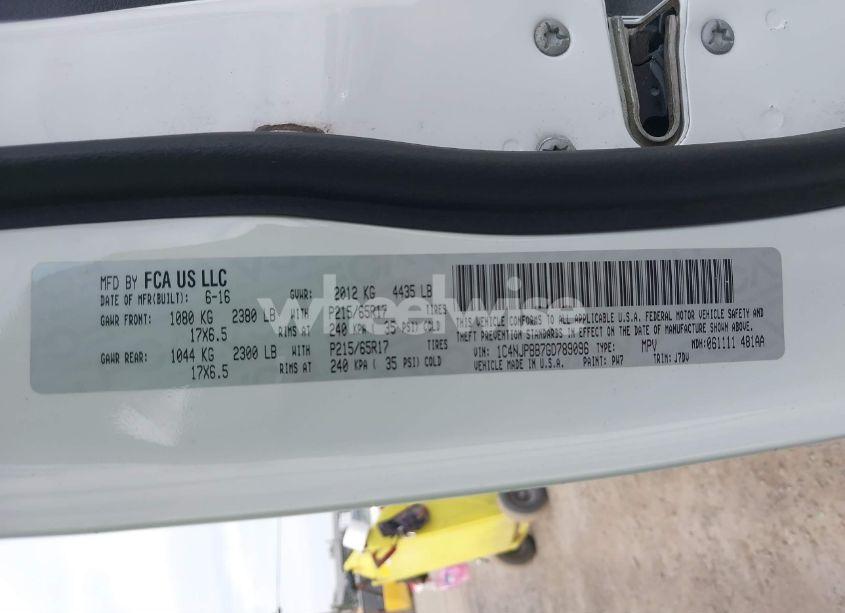 MFD BY FCA US LLC
DATE OF MFR(BUILT): 6-16
GVWR: 2012 KG 4435 LB
GAWR FRONT: 1080 KG 2380 LB WITH P215/65R17 TIRES
17X6.5 RIMS AT 240 KPA ( 35 PSI) COLD
GAWR REAR: 1044 KG 2300 LB WITH P215/65R17 TIRES
17X6.5 RIMS AT 240 KPA ( 35 PSI) COLD
THIS VEHICLE CONFORMS TO ALL APPLICABLE U.S.A. FEDERAL MOTOR VEHICLE SAFETY AND
THEFT PREVENTION STANDARDS IN EFFECT ON THE DATE OF MANUFACTURE SHOWN ABOVE.
VIN: 1C4NJPBB7GD789096 TYPE: MPV MDH: 061111 481AA
VEHICLE MADE IN U.S.A. PAINT: PW7 TRIM: J7DV
wheelwise